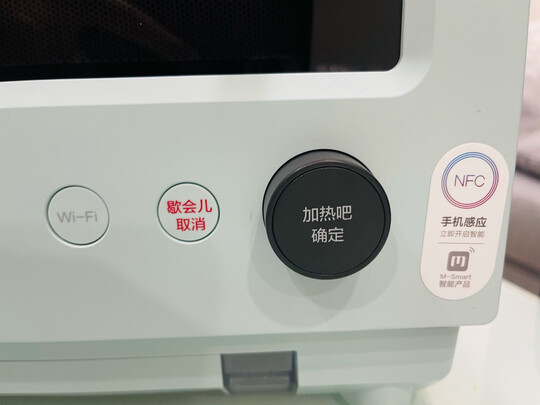 Wi-Fi
歇会儿
取消
加热吧
确定
NFC
手机感应
立即开启智能
M-Smart
智能产品